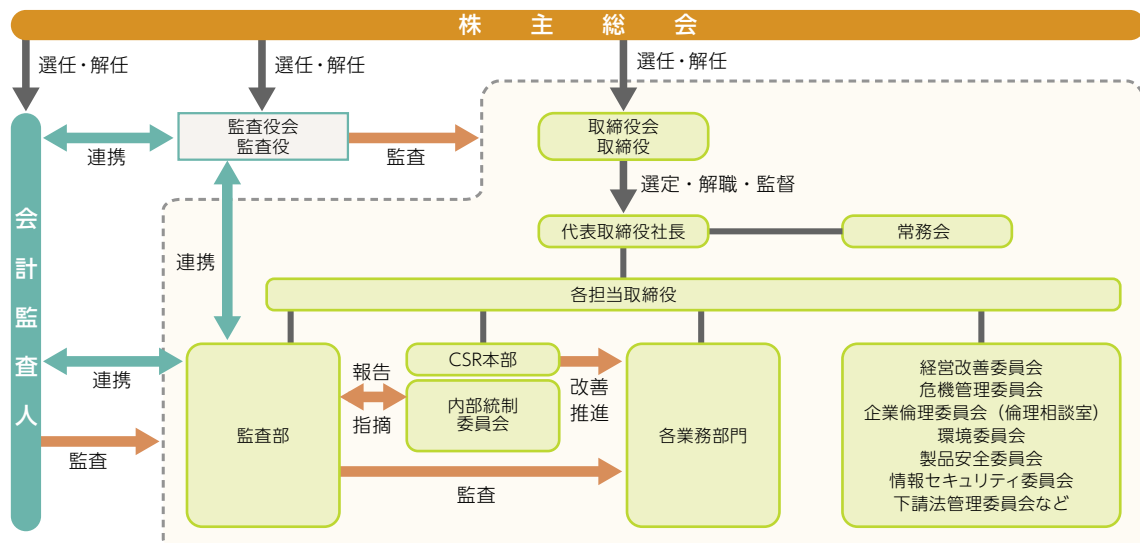 株主総会
選任・解任
選任・解任
選任・解任
監査役会
監査役
連携
監査
取締役会
取締役
選定・解職・監督
代表取締役社長
常務会
会計監査人
連携
各担当取締役
連携
監査
監査部
報告
指摘
CSR本部
内部統制
委員会
改善
推進
監査
各業務部門
経営改善委員会
危機管理委員会
企業倫理委員会（倫理相談室）
環境委員会
製品安全委員会
情報セキュリティ委員会
下請法管理委員会など